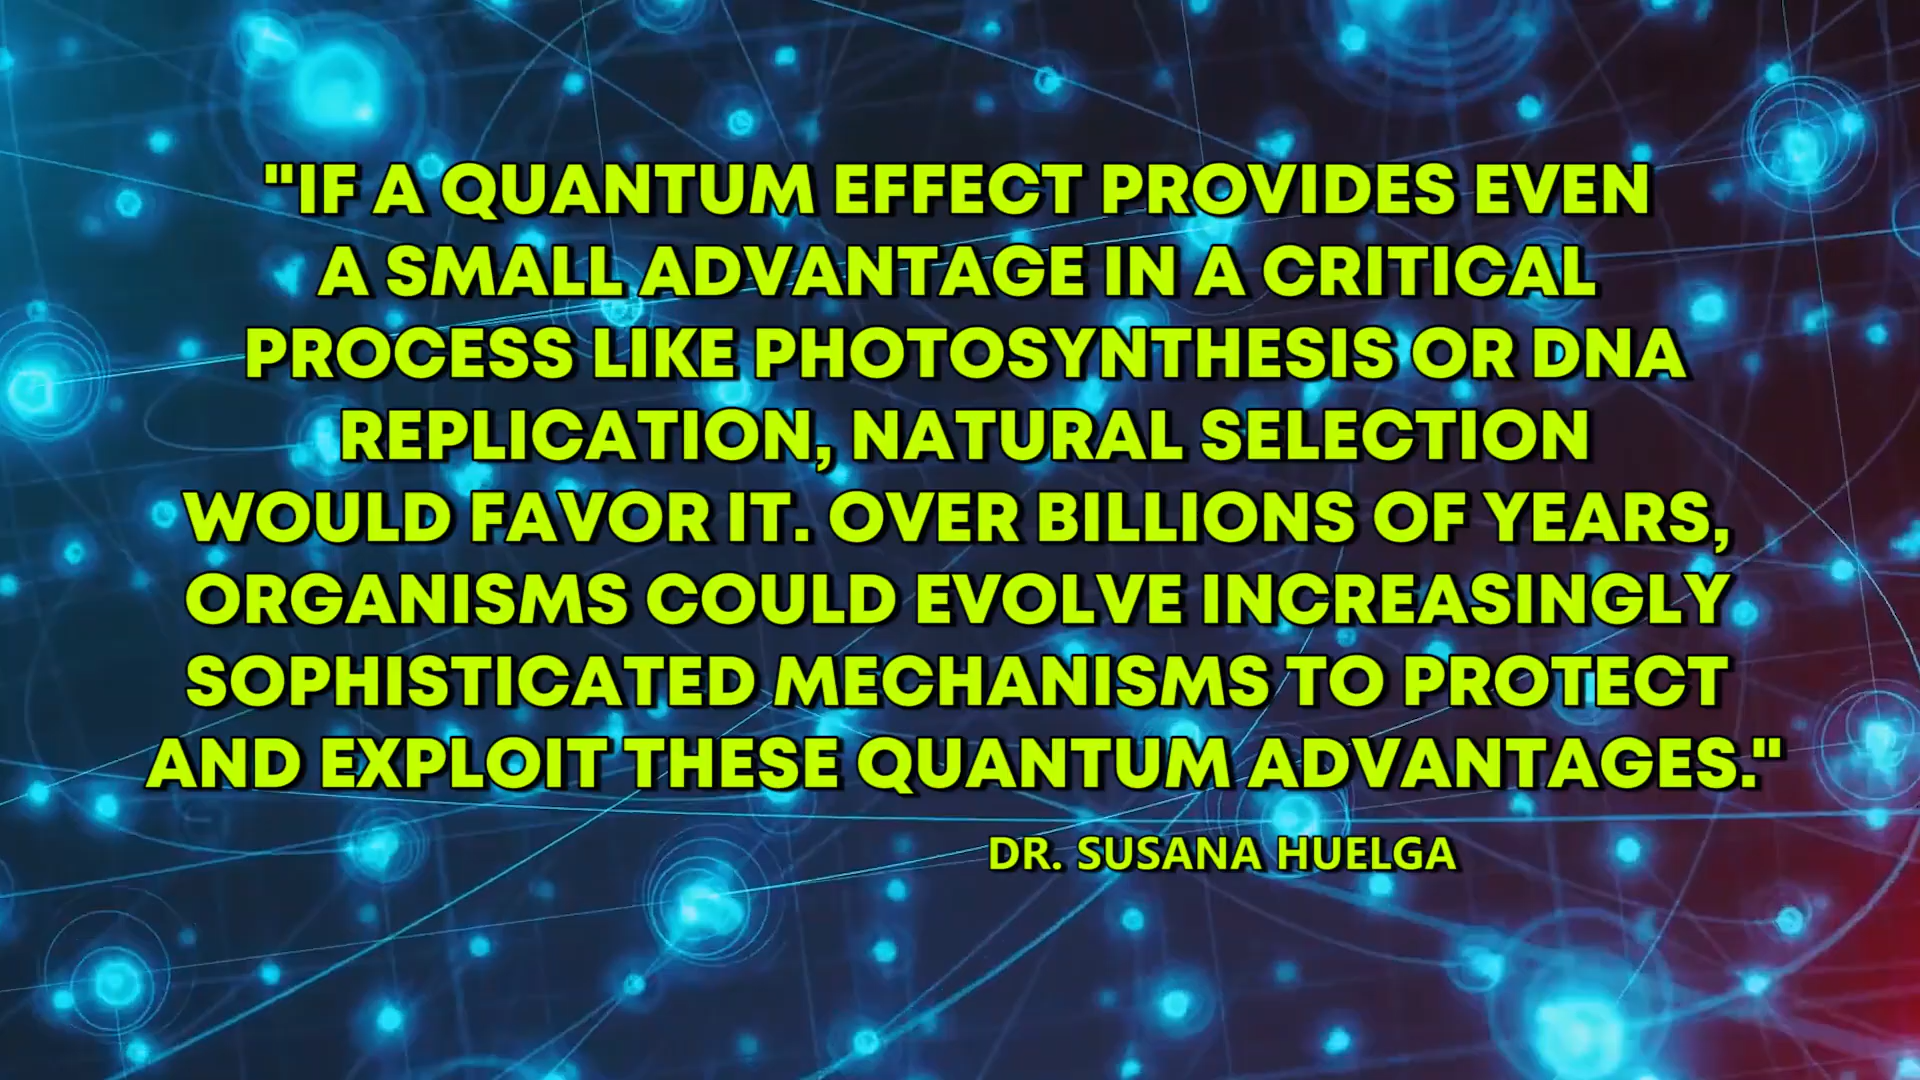 "IF A QUANTUM EFFECT PROVIDES EVEN
A SMALL ADVANTAGE IN A CRITICAL
PROCESS LIKE PHOTOSYNTHESIS OR DNA
REPLICATION, NATURAL SELECTION
WOULD FAVOR IT. OVER BILLIONS OF YEARS,
ORGANISMS COULD EVOLVE INCREASINGLY
SOPHISTICATED MECHANISMS TO PROTECT
AND EXPLOIT THESE QUANTUM ADVANTAGES."
DR. SUSANA HUELGA